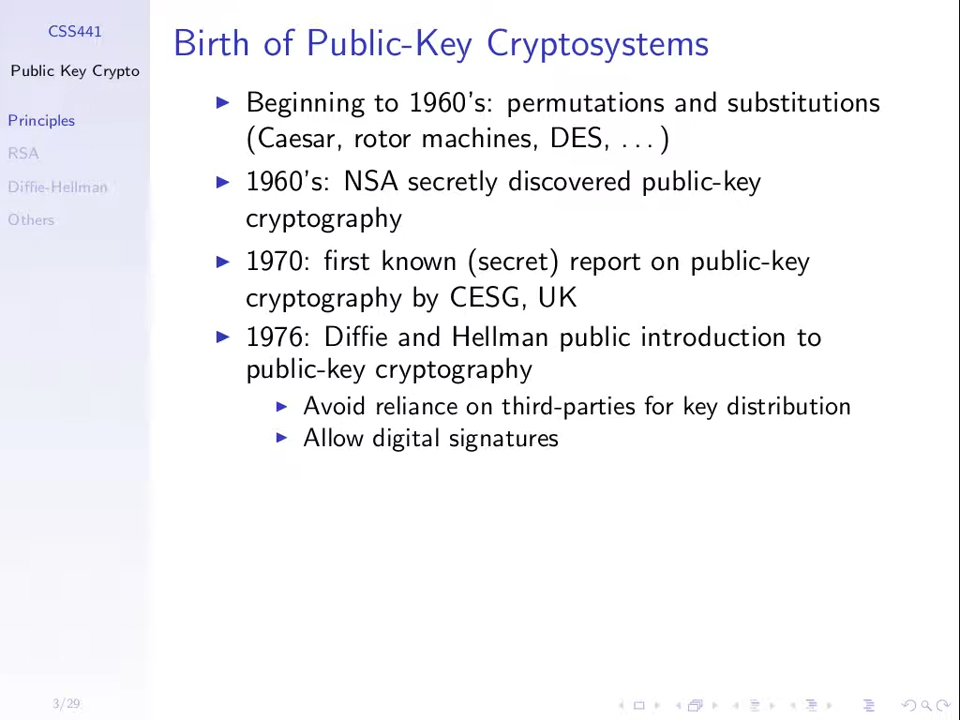 CSS441
Public Key Crypto
Principles
RSA
Diffie-Hellman
Others
Birth of Public-Key Cryptosystems
Beginning to 1960's: permutations and substitutions
(Caesar, rotor machines, DES, . . . )
1960's: NSA secretly discovered public-key
cryptography
1970: first known (secret) report on public-key
cryptography by CESG, UK
1976: Diffie and Hellman public introduction to
public-key cryptography
Avoid reliance on third-parties for key distribution
Allow digital signatures
3/29